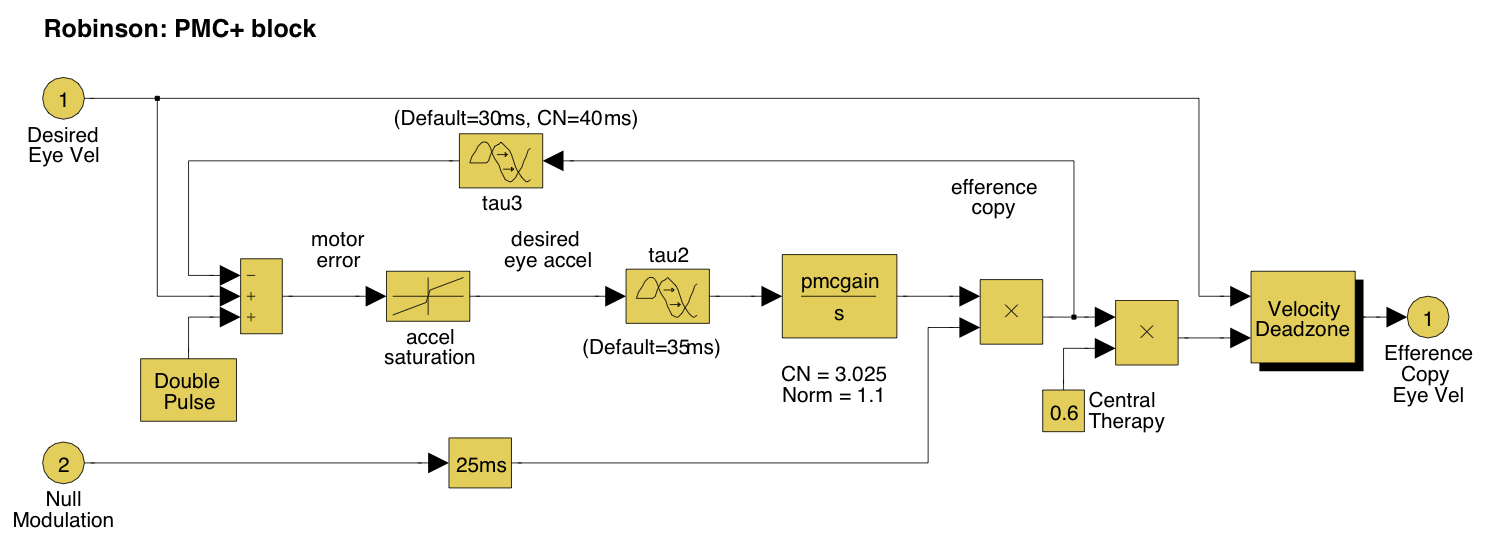 Robinson: PMC+ block
1
Desired
Eye Vel
(Default=30ms, CN=40ms)
tau3
efference
copy
motor
error
desired
eye accel
tau2
−
+
+
accel
saturation
(Default=35ms)
pmcgain
s
CN = 3.025
Norm = 1.1
×
×
Velocity
Deadzone
1
Efference
Copy
Eye Vel
Double
Pulse
0.6
Central
Therapy
2
Null
Modulation
25ms